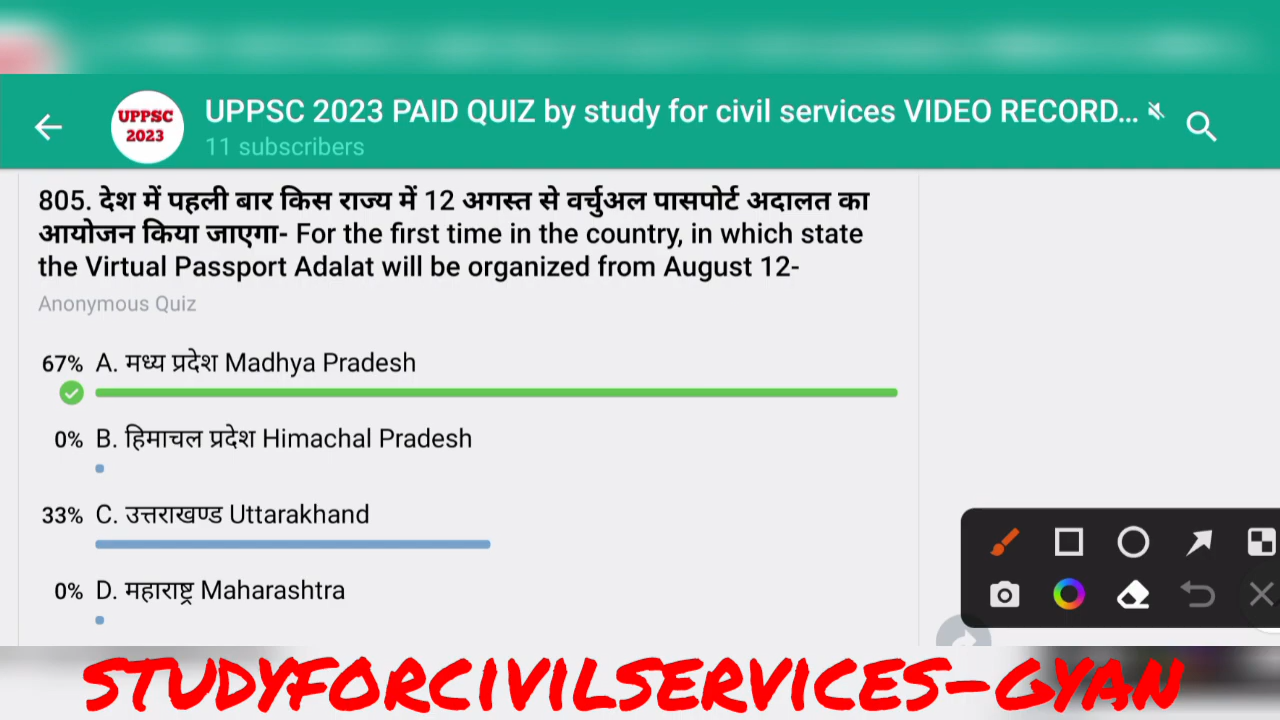 UPPSC
2023
UPPSC 2023 PAID QUIZ by study for civil services VIDEO RECORD...
11 subscribers
805. देश में पहली बार किस राज्य में 12 अगस्त से वर्चुअल पासपोर्ट अदालत का
आयोजन किया जाएगा- For the first time in the country, in which state
the Virtual Passport Adalat will be organized from August 12-
Anonymous Quiz
67% A. मध्य प्रदेश Madhya Pradesh
0% B. हिमाचल प्रदेश Himachal Pradesh
33% C. उत्तराखण्ड Uttarakhand
0% D. महाराष्ट्र Maharashtra
STUDYFORCIVILSERVICES-GYAN